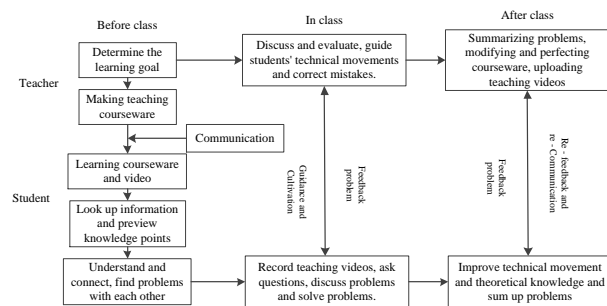 Before class
In class
After class
Teacher
Determine the
learning goal
Discuss and evaluate, guide
students' technical movements
and correct mistakes.
Summarizing problems,
modifying and perfecting
courseware, uploading
teaching videos
Making teaching
courseware
Communication
Learning courseware
and video
Guidance and
Cultivation
Feedback
problem
Feedback
problem
Re - feedback and
re - Communication
Student
Look up information
and preview
knowledge points
Understand and
connect, find problems
with each other
Record teaching videos, ask
questions, discuss problems
and solve problems.
Improve technical movement
and theoretical knowledge and
sum up problems